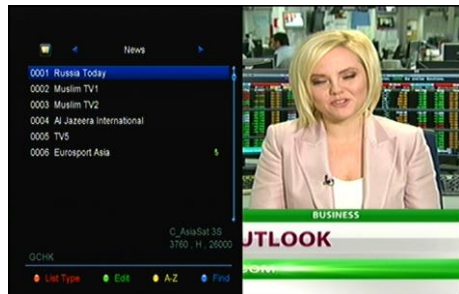 News
0001 Russia Today
0002 Muslim TV1
0003 Muslim TV2
0004 Al Jazeera International
0005 TV5
0006 Eurosport Asia $
C_AsiaSat 3S
3760 , H , 26000
GCHK
List Type Edit A-Z Find
BUSINESS
UTLOOK
.COM